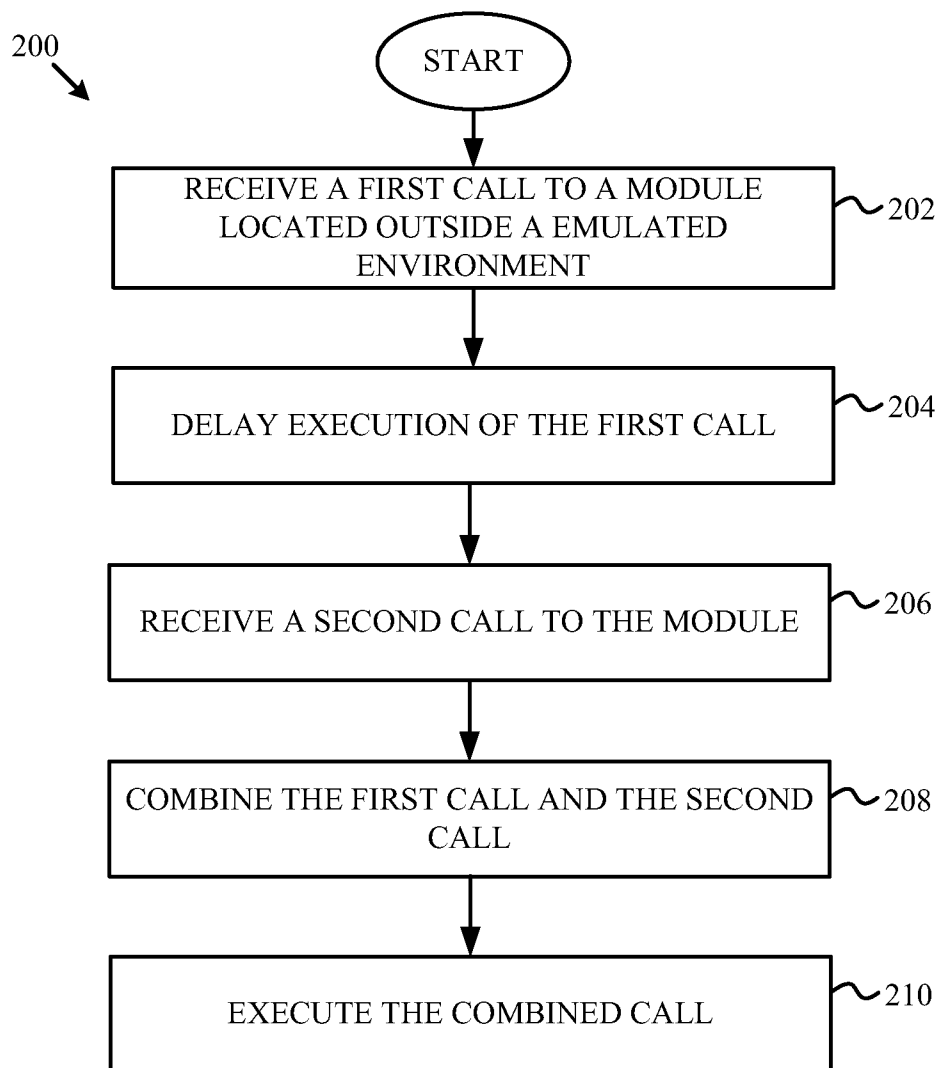 200
START
RECEIVE A FIRST CALL TO A MODULE
LOCATED OUTSIDE A EMULATED
ENVIRONMENT
202
DELAY EXECUTION OF THE FIRST CALL
204
RECEIVE A SECOND CALL TO THE MODULE
206
COMBINE THE FIRST CALL AND THE SECOND
CALL
208
EXECUTE THE COMBINED CALL
210